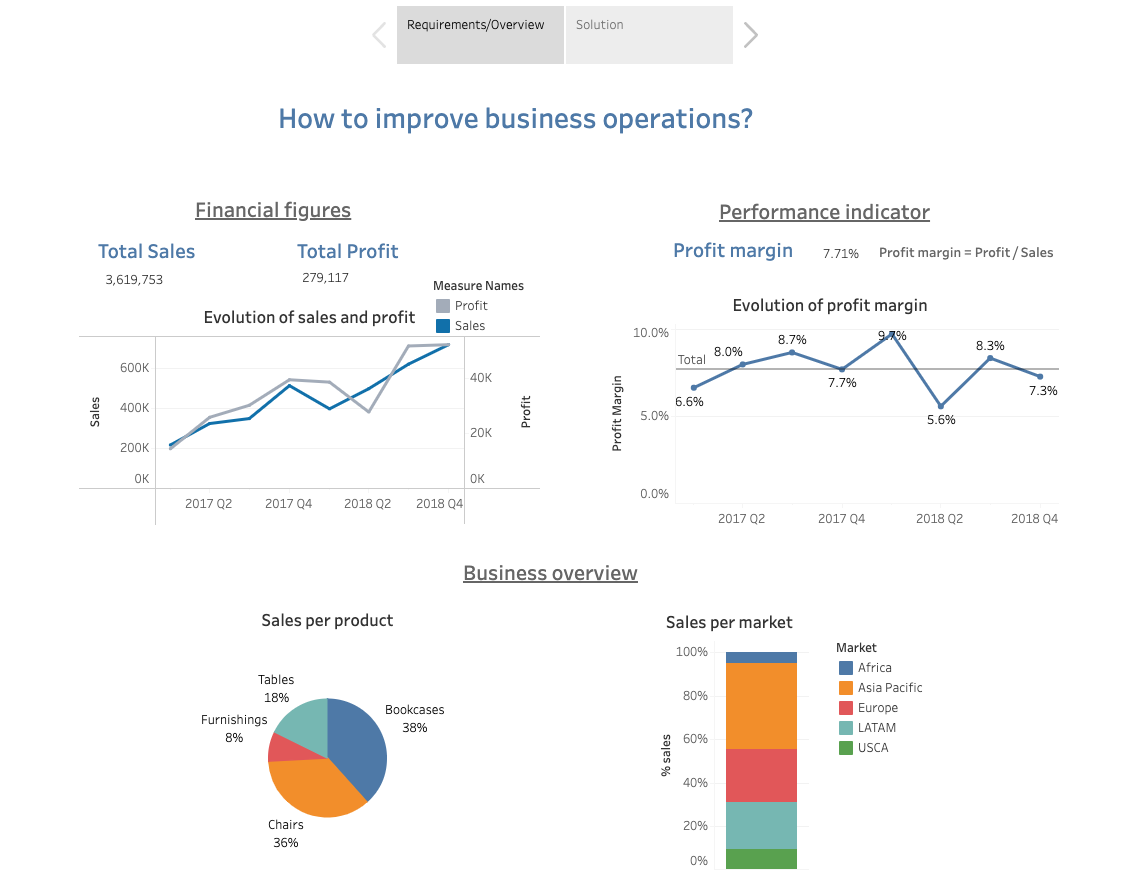 Requirements/Overview
Solution
How to improve business operations?
Financial figures
Total Sales
3,619,753
Total Profit
279,117
Measure Names
Profit
Sales
Evolution of sales and profit
600K
400K
200K
0K
Sales
40K
20K
0K
Profit
2017 Q2
2017 Q4
2018 Q2
2018 Q4
Performance indicator
Profit margin
7.71%
Profit margin = Profit / Sales
Evolution of profit margin
10.0%
5.0%
0.0%
Profit Margin
Total
6.6%
8.0%
8.7%
7.7%
9.7%
5.6%
8.3%
7.3%
2017 Q2
2017 Q4
2018 Q2
2018 Q4
Business overview
Sales per product
Tables
18%
Furnishings
8%
Bookcases
38%
Chairs
36%
Sales per market
100%
80%
60%
40%
20%
0%
% sales
Market
Africa
Asia Pacific
Europe
LATAM
USCA